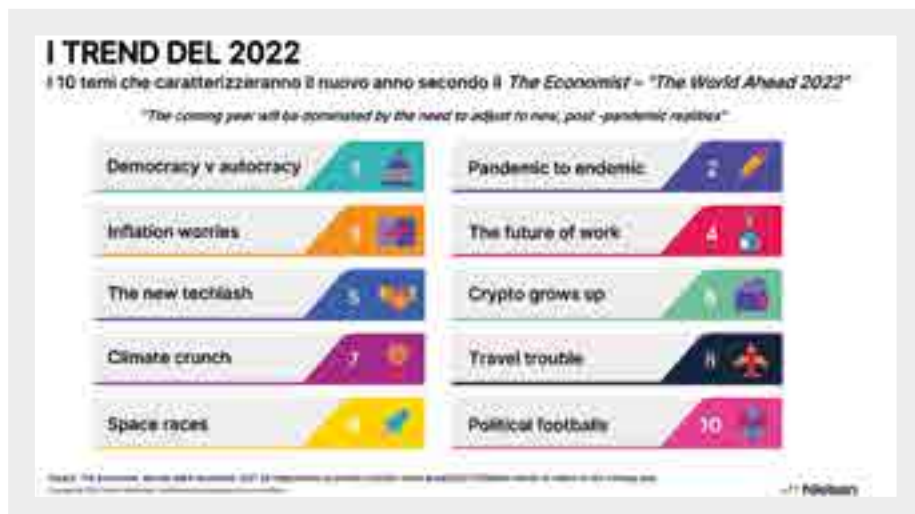 I TREND DEL 2022
I 10 temi che caratterizzeranno il nuovo anno secondo il The Economist – "The World Ahead 2022"
"The coming year will be dominated by the need to adjust to new, post -pandemic realities"
Democracy v autocracy 1
Pandemic to endemic 2
Inflation worries 3
The future of work 4
The new techlash 5
Crypto grows up 6
Climate crunch 7
Travel trouble 8
Space races 9
Political footballs 10
Nielsen